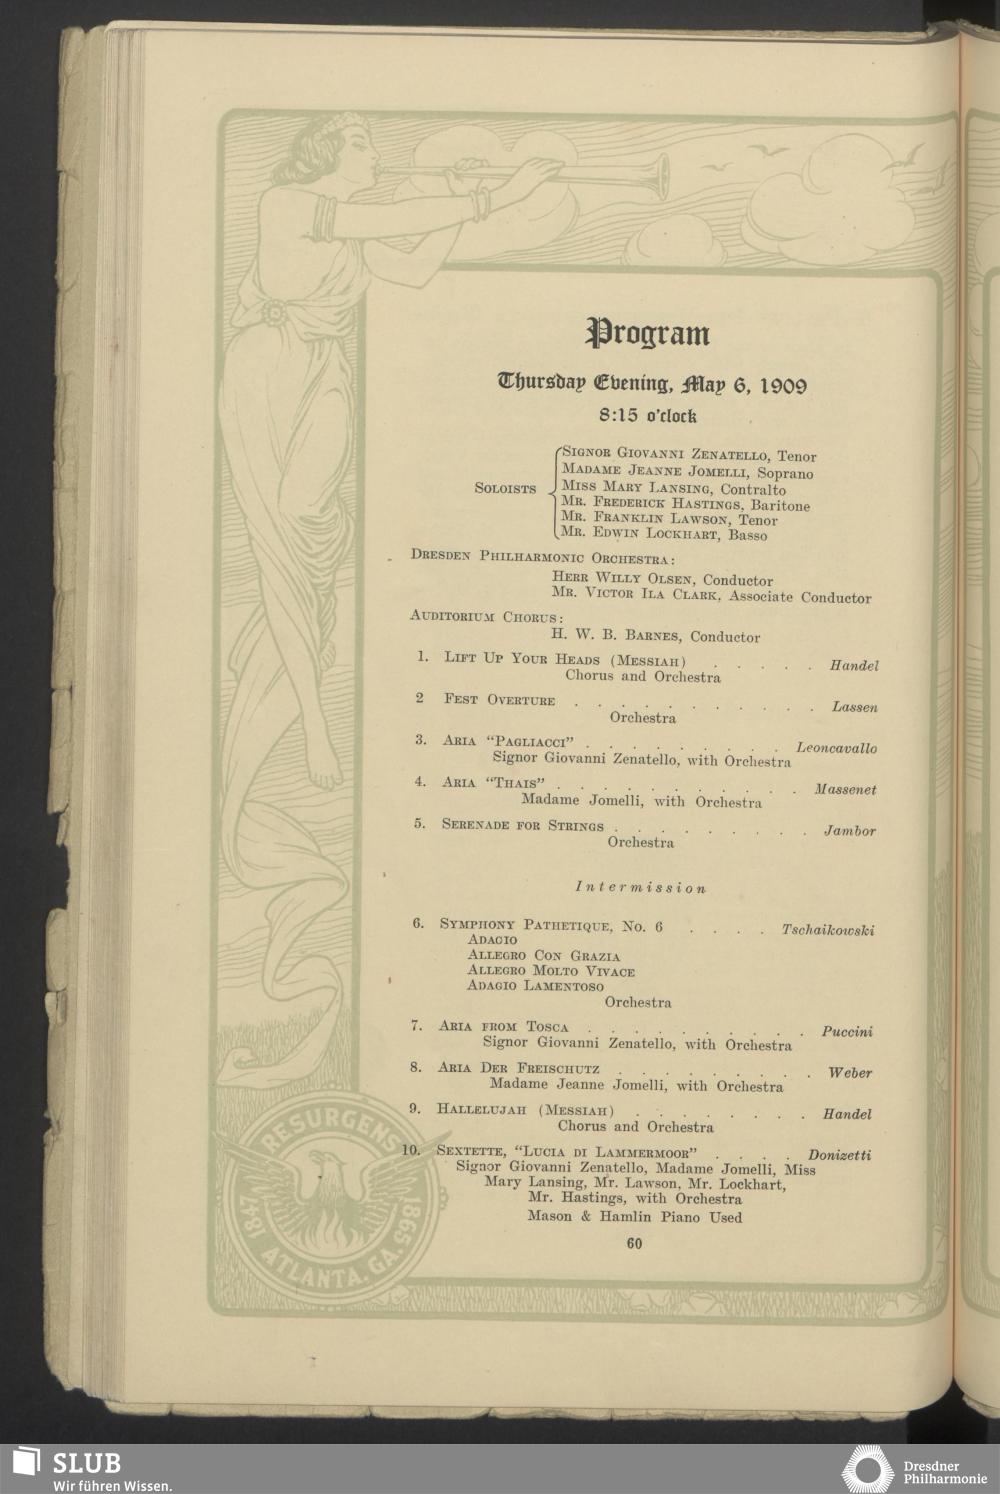 Program
Thursday Evening, May 6, 1909
8:15 o'clock
Signor Giovanni Zenatello, Tenor
Madame Jeanne Jomelli, Soprano
Soloists
Miss Mary Lansing, Contralto
Mr. Frederick Hastings, Baritone
Mr. Franklin Lawson, Tenor
Mr. Edwin Lockhart, Basso
Dresden Philharmonic Orchestra:
Herr Willy Olsen, Conductor
Mr. Victor Ila Clark, Associate Conductor
Auditorium Chorus:
H. W. B. Barnes, Conductor
1. Lift Up Your Heads (Messiah) . . . . . Handel
Chorus and Orchestra
2 Fest Overture . . . . . . . . . . . Lassen
Orchestra
3. Aria "Pagliacci" . . . . . . . . . Leoncavallo
Signor Giovanni Zenatello, with Orchestra
4. Aria "Thais" . . . . . . . . . . . Massenet
Madame Jomelli, with Orchestra
5. Serenade for Strings . . . . . . . . . Jambor
Orchestra
Intermission
6. Symphony Pathetique, No. 6 . . . . Tschaikowski
Adagio
Allegro Con Grazia
Allegro Molto Vivace
Adagio Lamentoso
Orchestra
7. Aria from Tosca . . . . . . . . . . Puccini
Signor Giovanni Zenatello, with Orchestra
8. Aria Der Freischutz . . . . . . . . . Weber
Madame Jeanne Jomelli, with Orchestra
9. Hallelujah (Messiah) . . . . . . . . Handel
Chorus and Orchestra
10. Sextette, "Lucia di Lammermoor" . . . . Donizetti
Signor Giovanni Zenatello, Madame Jomelli, Miss
Mary Lansing, Mr. Lawson, Mr. Lockhart,
Mr. Hastings, with Orchestra
Mason & Hamlin Piano Used
60
RESURGENS
1847 1865
ATLANTA, GA.
SLUB
Wir führen Wissen.
Dresdner
Philharmonie